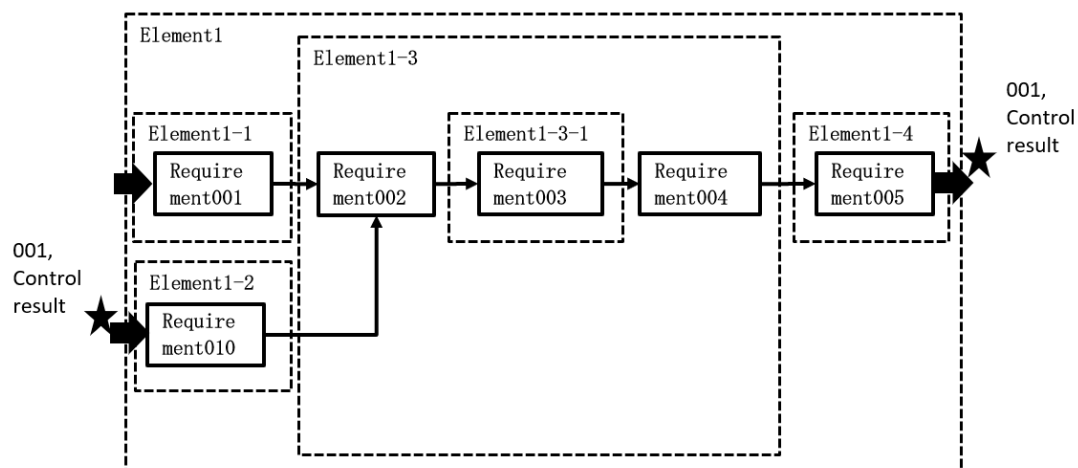 Element1
Element1-3
001,
Control
result
Element1-1
Element1-3-1
Element1-4
Require
ment001
Require
ment002
Require
ment003
Require
ment004
Require
ment005
001,
Control
result
Element1-2
Require
ment010